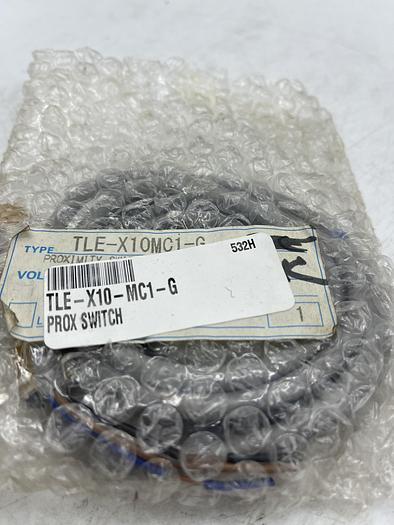 TYPE TLE-X10MC1-G
PROXIMITY
VOL
532H
TLE-X10-MC1-G
PROX SWITCH
1